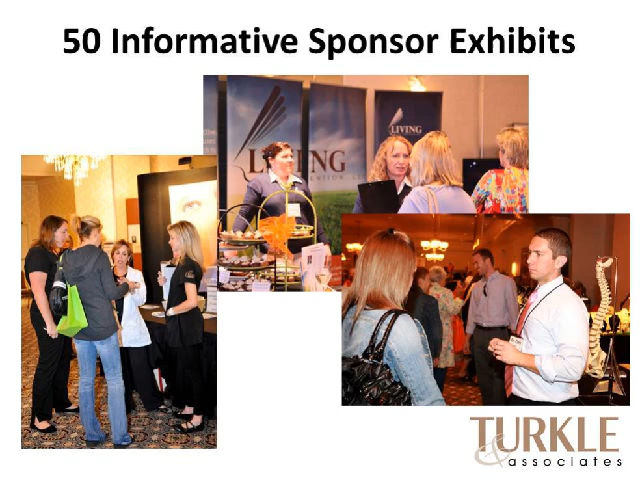 50 Informative Sponsor Exhibits
LIVING
LIVING
TURKLE
& associates